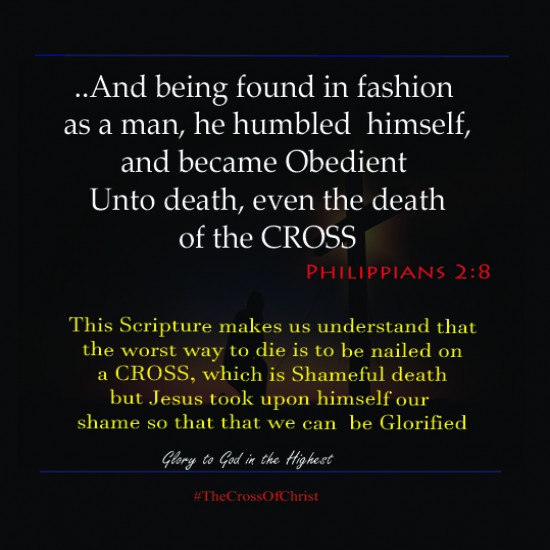 ..And being found in fashion
as a man, he humbled himself,
and became Obedient
Unto death, even the death
of the CROSS
Philippians 2:8
This Scripture makes us understand that
the worst way to die is to be nailed on
a CROSS, which is Shameful death
but Jesus took upon himself our
shame so that that we can be Glorified
Glory to God in the Highest
#TheCrossOfChrist